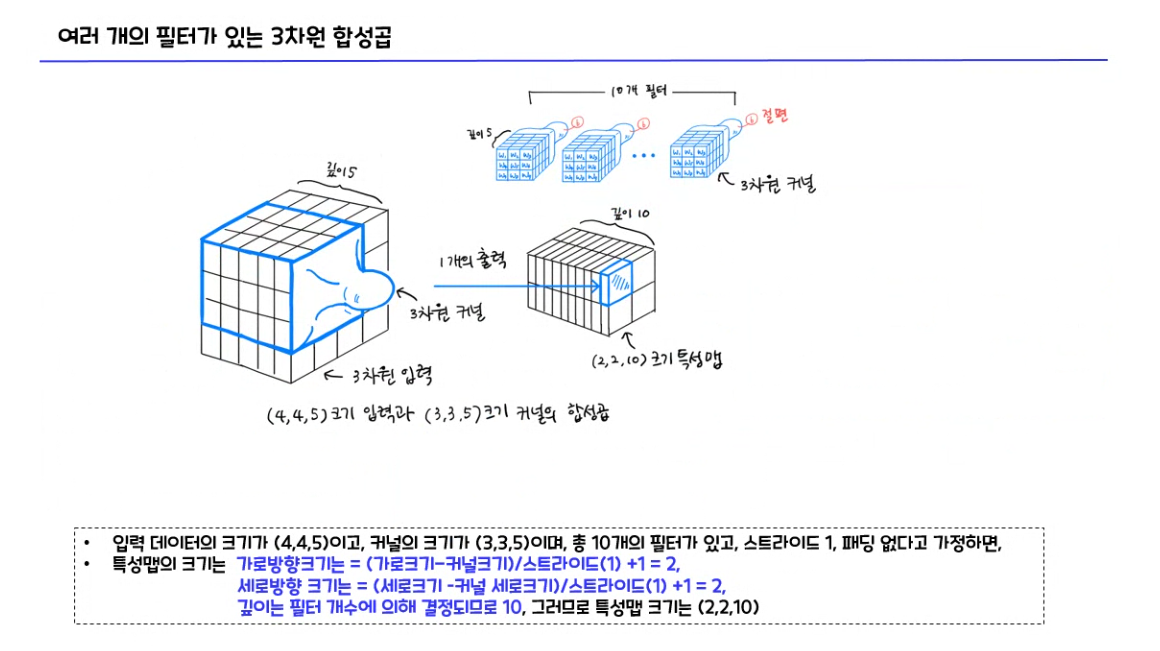 여러 개의 필터가 있는 3차원 합성곱
10개 필터
깊이 5
절편
3차원 커널
깊이 5
깊이 10
1개의 출력
3차원 커널
(2,2,10) 크기 특성맵
3차원 입력
(4,4,5) 크기 입력과 (3,3,5) 크기 커널의 합성곱
• 입력 데이터의 크기가 (4,4,5)이고, 커널의 크기가 (3,3,5)이며, 총 10개의 필터가 있고, 스트라이드 1, 패딩 없다고 가정하면,
• 특성맵의 크기는 가로방향크기는 = (가로크기-커널크기)/스트라이드(1) +1 = 2,
세로방향 크기는 = (세로크기 -커널 세로크기)/스트라이드(1) +1 = 2,
깊이는 필터 개수에 의해 결정되므로 10, 그러므로 특성맵 크기는 (2,2,10)